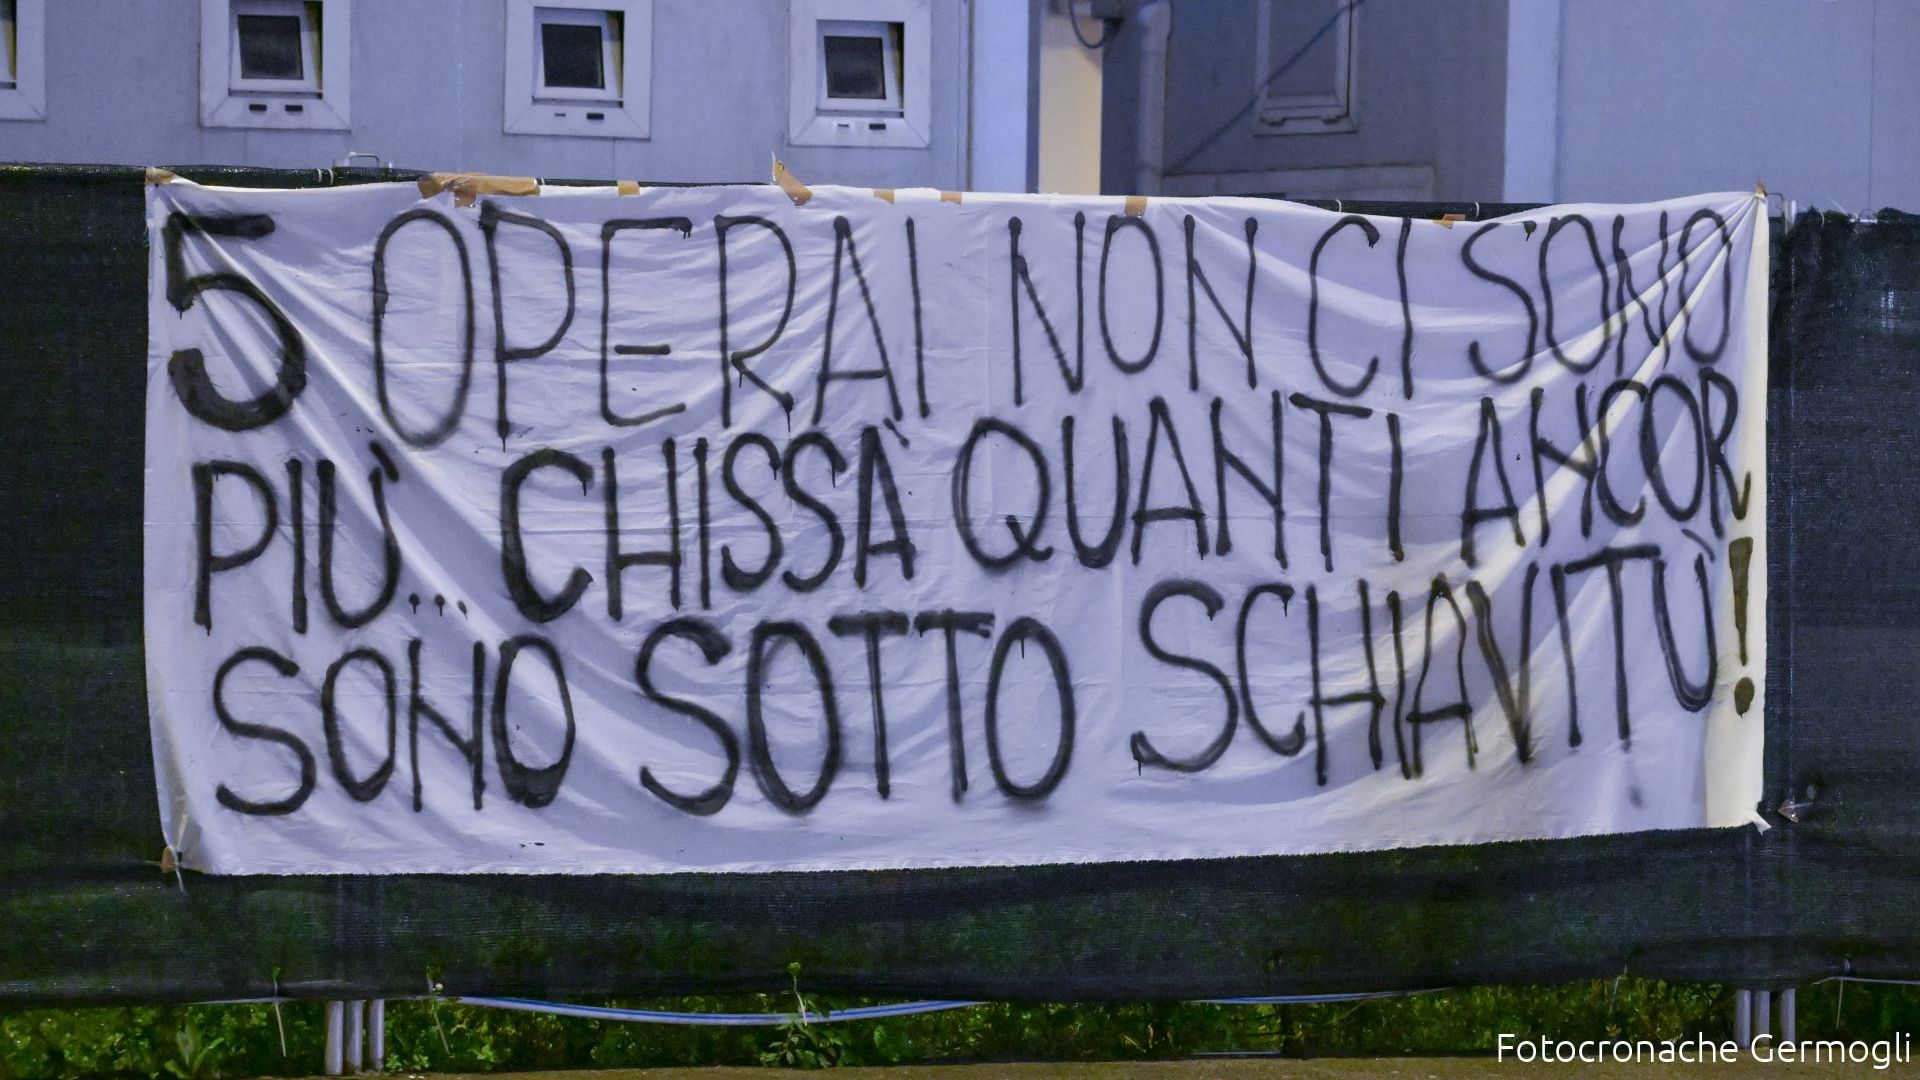 5 OPERAI NON CI SONO
PIÙ... CHISSÀ QUANTI ANCOR
SONO SOTTO SCHIAVITÙ!
Fotocronache Germogli